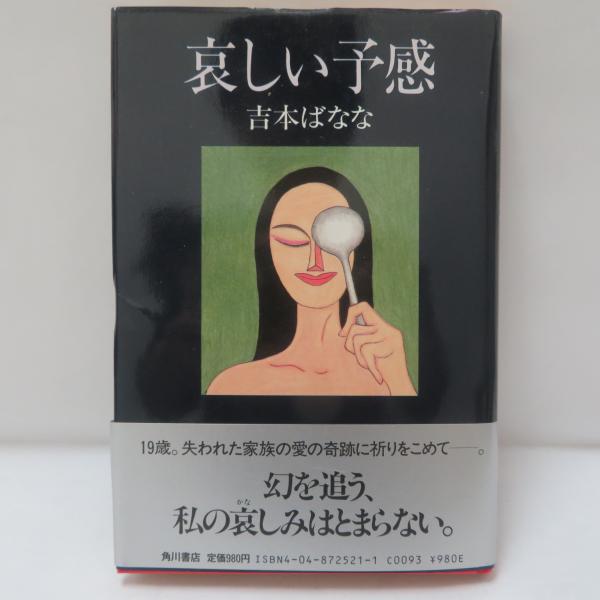 哀しい予感
吉本ばなな
19歳。失われた家族の愛の奇跡に祈りをこめて――。
幻を追う、
私の哀しみはとまらない。
かな
角川書店 定価980円 ISBN4-04-872521-1 C0093 ¥980E